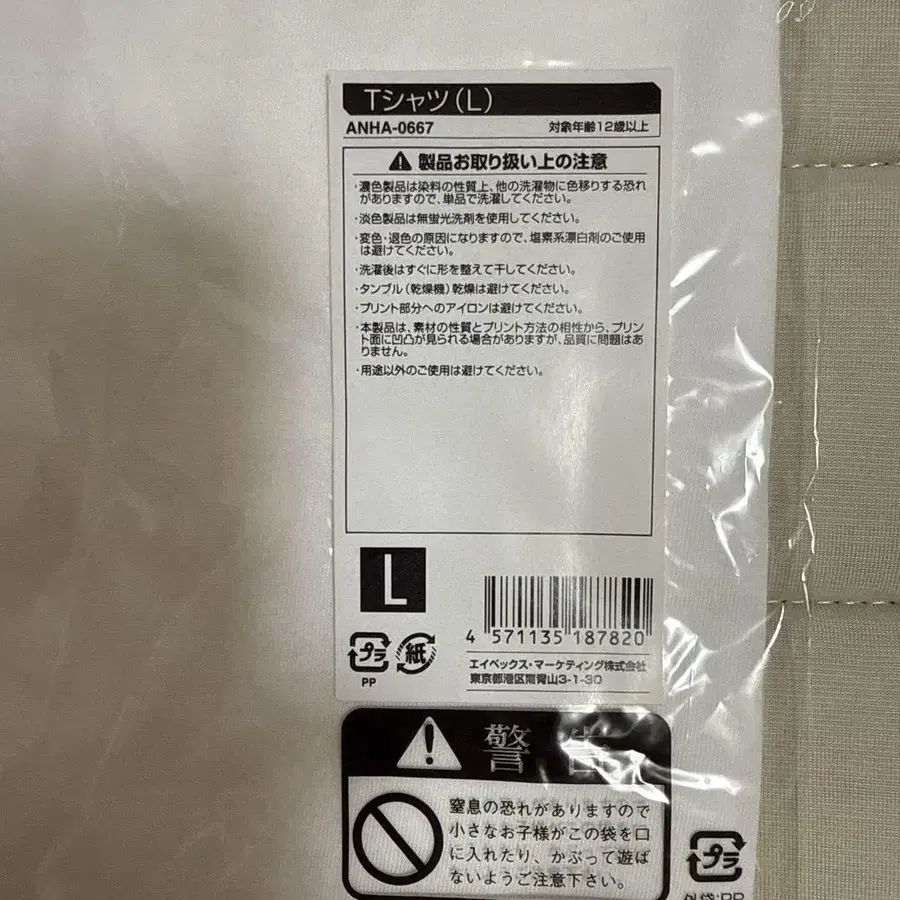 Tシャツ(L)
ANHA-0667 対象年齢12歳以上
製品お取り扱い上の注意
・濃色製品は染料の性質上、他の洗濯物に色移りする恐れ
がありますので、単品で洗濯してください。
・淡色製品は無蛍光洗剤を使用してください。
・変色・退色の原因になりますので、塩素系漂白剤のご使用
は避けてください。
・洗濯後はすぐに形を整えて干してください。
・タンブル(乾燥機)乾燥は避けてください。
・プリント部分へのアイロンは避けてください。
・本製品は、素材の性質とプリント方法の相性から、プリン
ト面に凹凸が見られる場合がありますが、品質に問題はあ
りません。
・用途以外のご使用は避けてください。
L
4 571135 187820
プラ 紙
PP
エイベックス・マーケティング株式会社
東京都港区南青山3-1-30
警告
窒息の恐れがありますので
小さなお子様がこの袋を口
に入れたり、かぶって遊ば
ないようご注意下さい。
プラ
外袋:PP